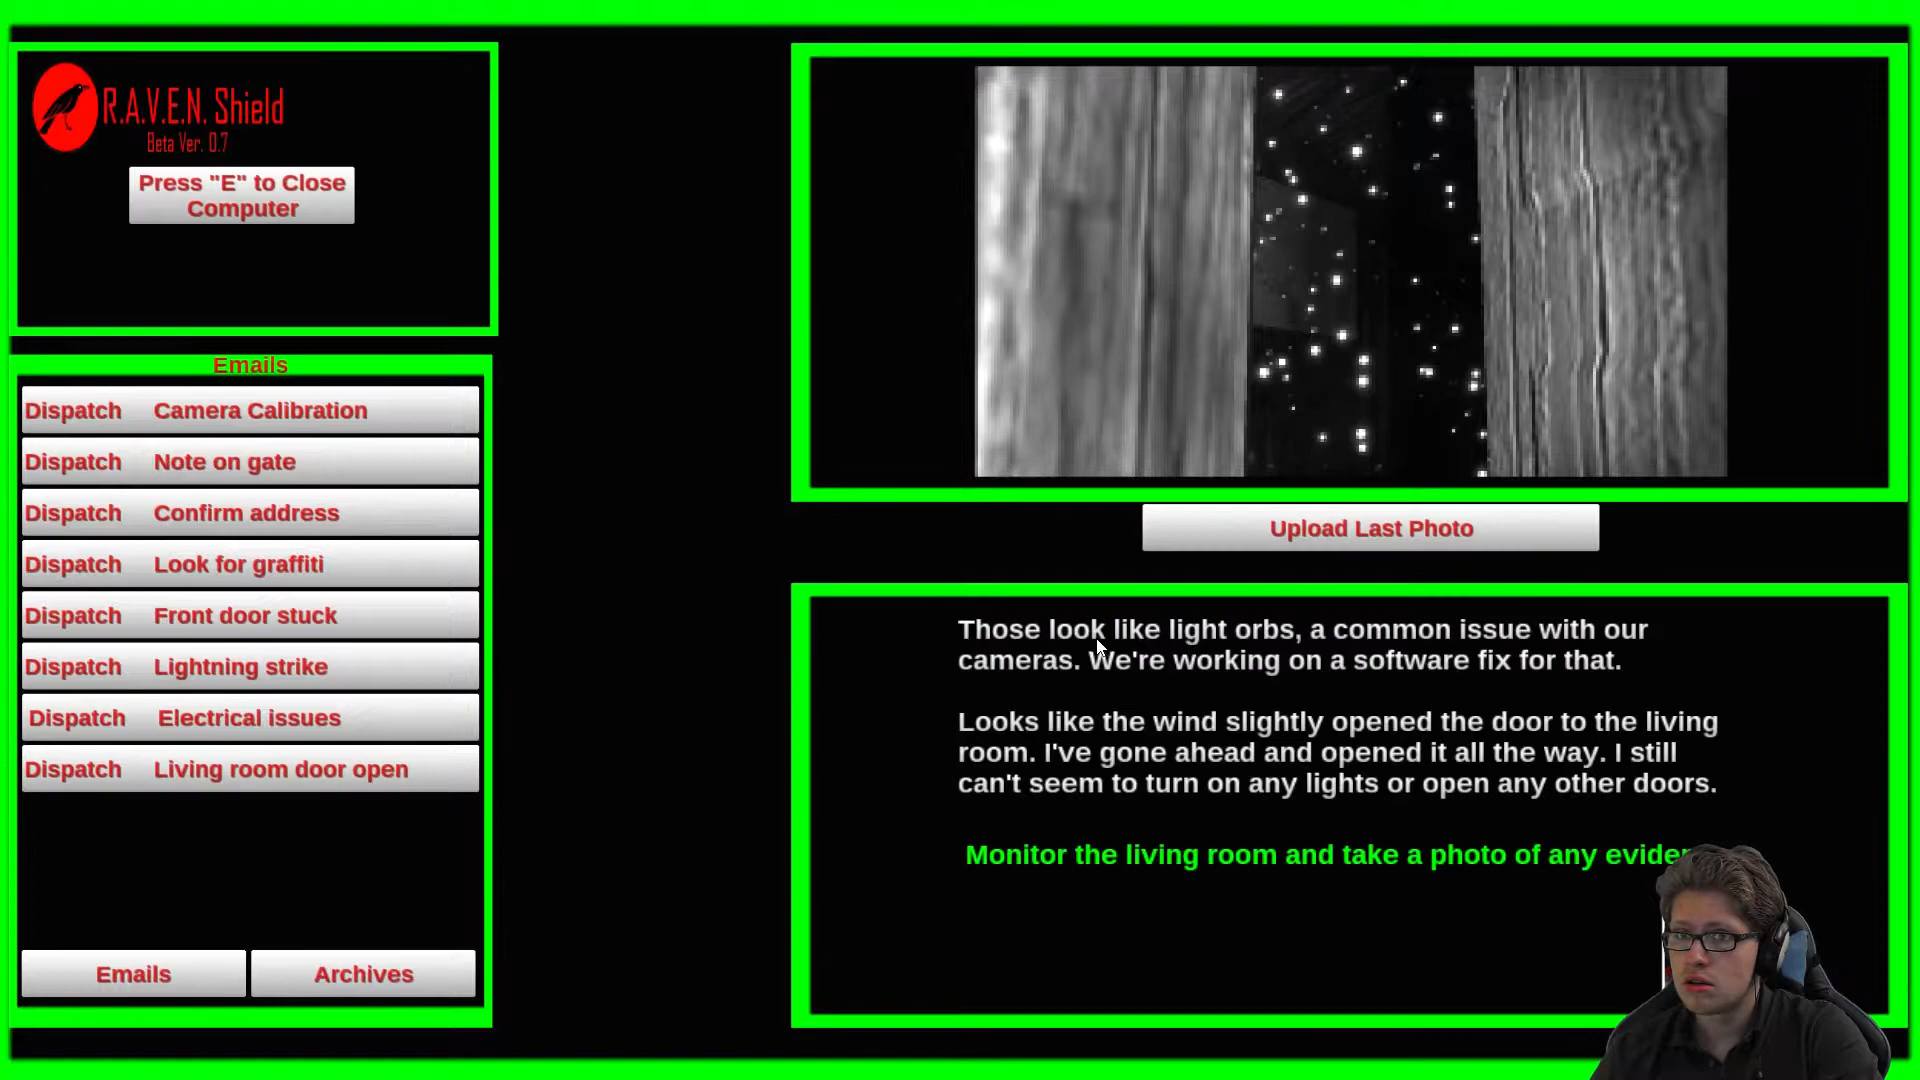 R.A.V.E.N. Shield
Beta Ver. 0.7
Press "E" to Close
Computer
Emails
Dispatch Camera Calibration
Dispatch Note on gate
Dispatch Confirm address
Dispatch Look for graffiti
Dispatch Front door stuck
Dispatch Lightning strike
Dispatch Electrical issues
Dispatch Living room door open
Emails Archives
Upload Last Photo
Those look like light orbs, a common issue with our
cameras. We're working on a software fix for that.
Looks like the wind slightly opened the door to the living
room. I've gone ahead and opened it all the way. I still
can't seem to turn on any lights or open any other doors.
Monitor the living room and take a photo of any